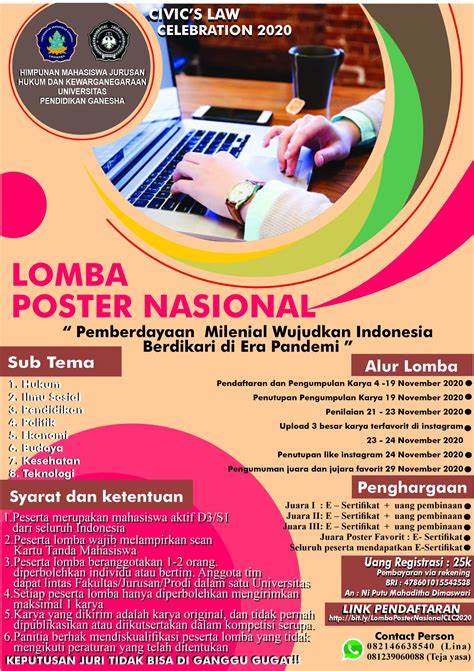 CIVIC'S LAW
CELEBRATION 2020
HIMPUNAN MAHASISWA JURUSAN
HUKUM DAN KEWARGANEGARAAN
UNIVERSITAS
PENDIDIKAN GANESHA
LOMBA
POSTER NASIONAL
“ Pemberdayaan Milenial Wujudkan Indonesia
Berdikari di Era Pandemi ”
Sub Tema
1. Hukum
2. Ilmu Sosial
3. Pendidikan
4. Politik
5. Ekonomi
6. Budaya
7. Kesehatan
8. Teknologi
Alur Lomba
Pendaftaran dan Pengumpulan Karya 4 -19 November 2020
Penutupan Pengumpulan Karya 19 November 2020
Penilaian 21 - 23 November 2020
Upload 3 besar karya terfavorit di instagram
23 - 24 November 2020
Penutupan like instagram 24 November 2020
Pengumuman juara dan jujara favorit 29 November 2020
Syarat dan ketentuan
1.Peserta merupakan mahasiswa aktif D3/S1
dari seluruh Indonesia
2.Peserta lomba wajib melampirkan scan
Kartu Tanda Mahasiswa
3.Peserta lomba beranggotakan 1-2 orang.
diperbolehkan individu atau bertim. Anggota tim
dapat lintas Fakultas/Jurusan/Prodi dalam satu Universitas
4.Setiap peserta lomba hanya diperbolehkan mengirimkan
maksimal 1 karya
5.Karya yang dikirim adalah karya original, dan tidak pernah
dipublikasikan atau diikutsertakan dalam perlombaan
sejenis sebelumnya
6.Panitia berhak mendiskualifikasi peserta lomba yang tidak
mengikuti peraturan yang telah ditentukan
KEPUTUSAN JURI TIDAK BISA DI GANGGU GUGAT!!
Penghargaan
Juara I : E – Sertifikat + uang pembinaan
Juara II: E – Sertifikat + uang pembinaan
Juara III: E – Sertifikat + uang pembinaan
Juara Poster Favorit : E- Sertifikat
Seluruh peserta mendapatkan E-Sertifikat
Uang Registrasi : 25k
Pembayaran via rekening
BRI : 478601015542538
An : Ni Putu Mahaditha Dimaswari
LINK PENDAFTARAN
http://bit.ly/LombaPosterNasional/CLC2020
Contact Person
082146638540 (Lina)
081239060088 (Teja yasa)